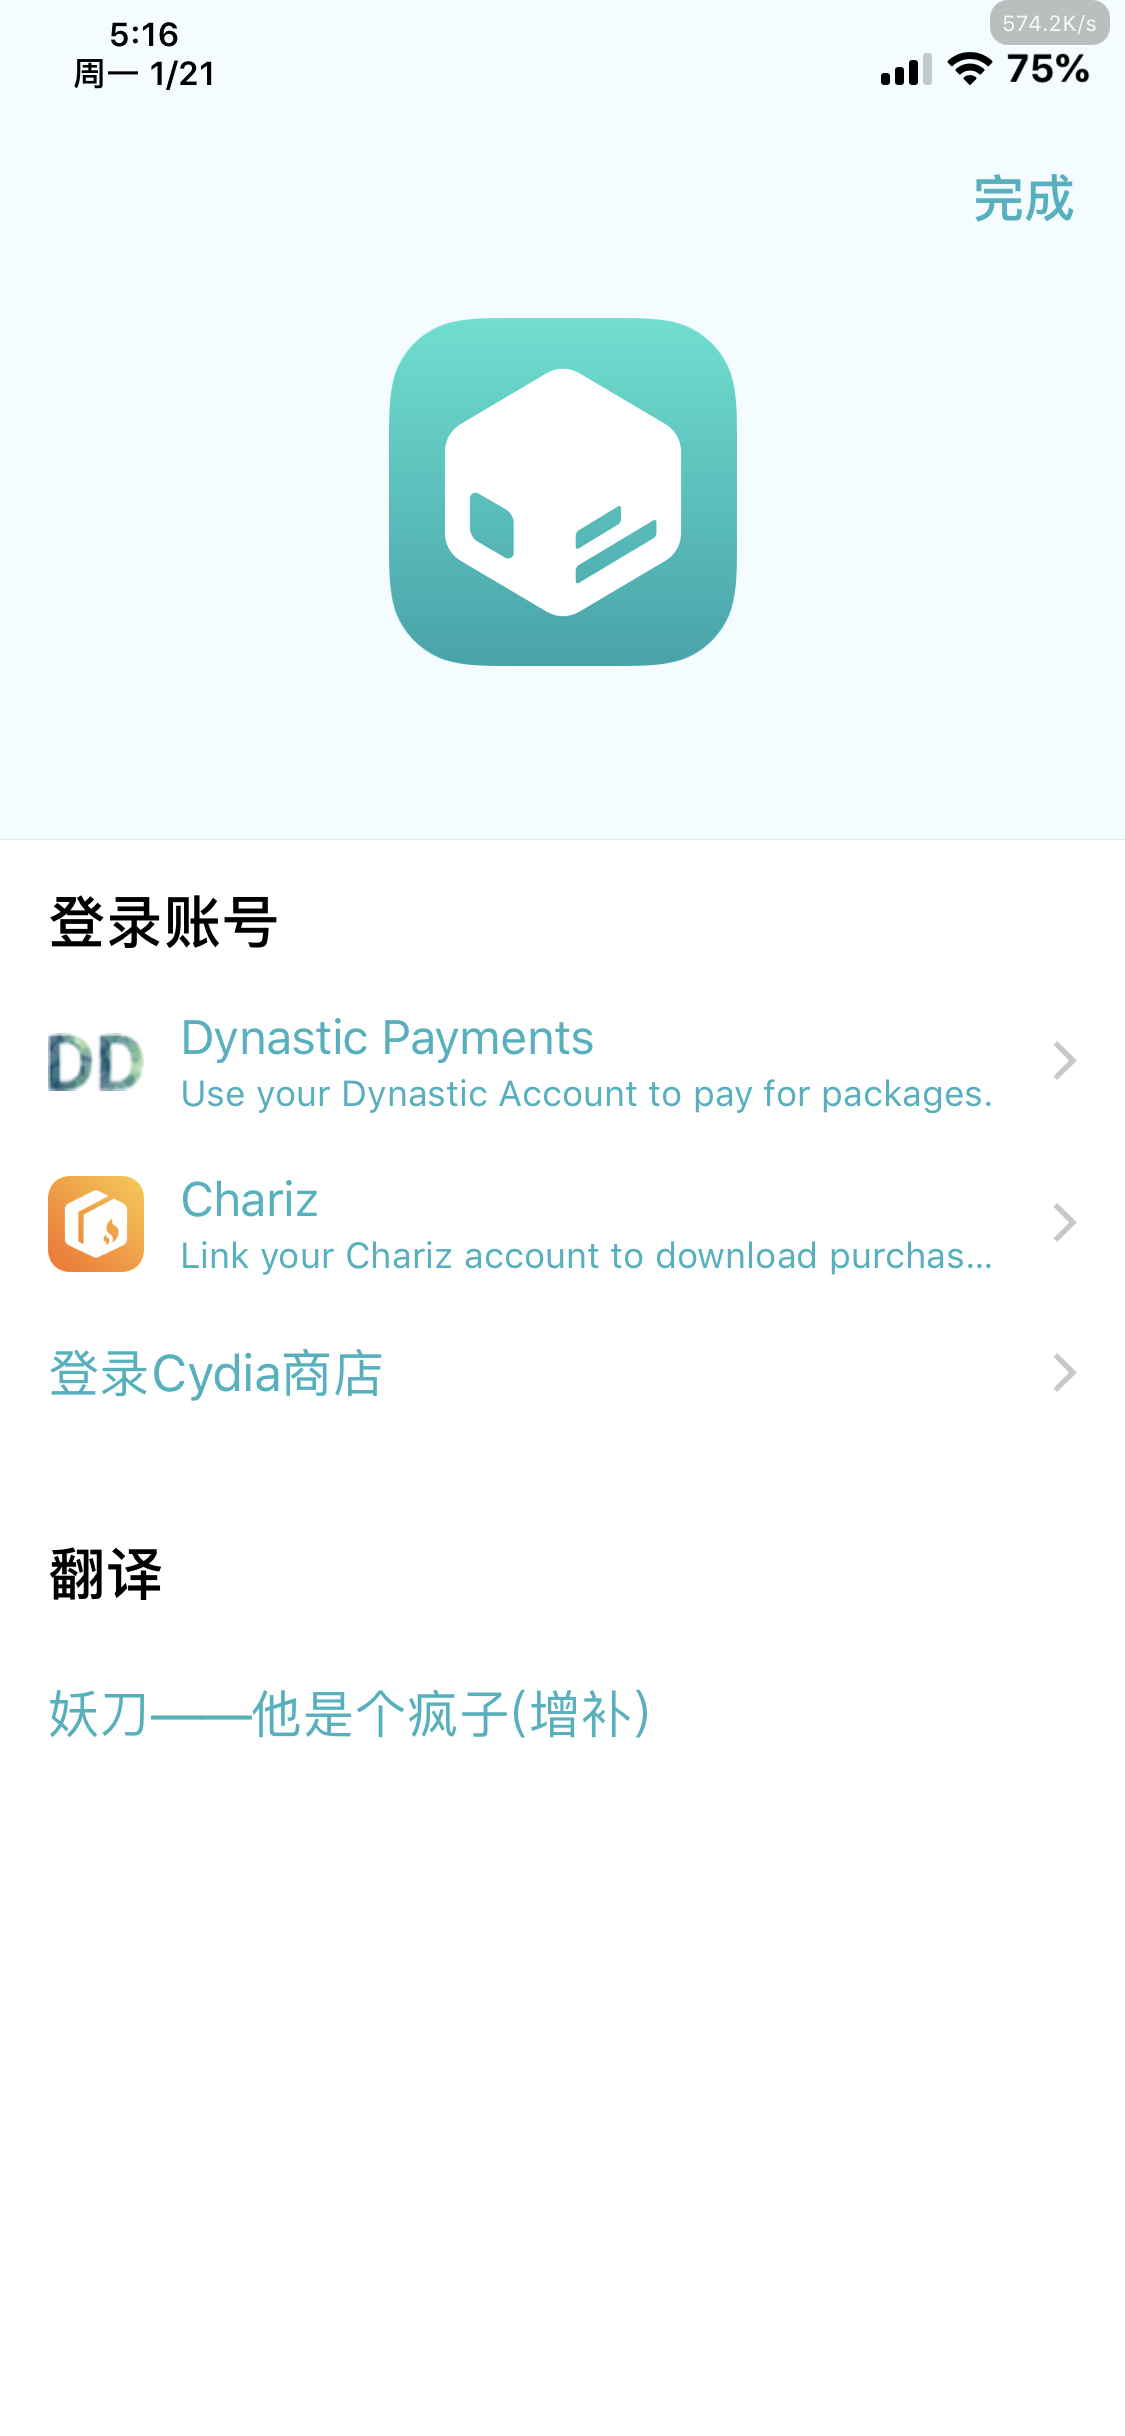 5:16
周一 1/21
574.2K/s
75%
完成
登录账号
DD
Dynastic Payments
Use your Dynastic Account to pay for packages.
Chariz
Link your Chariz account to download purchas...
登录Cydia商店
翻译
妖刀——他是个疯子(增补)